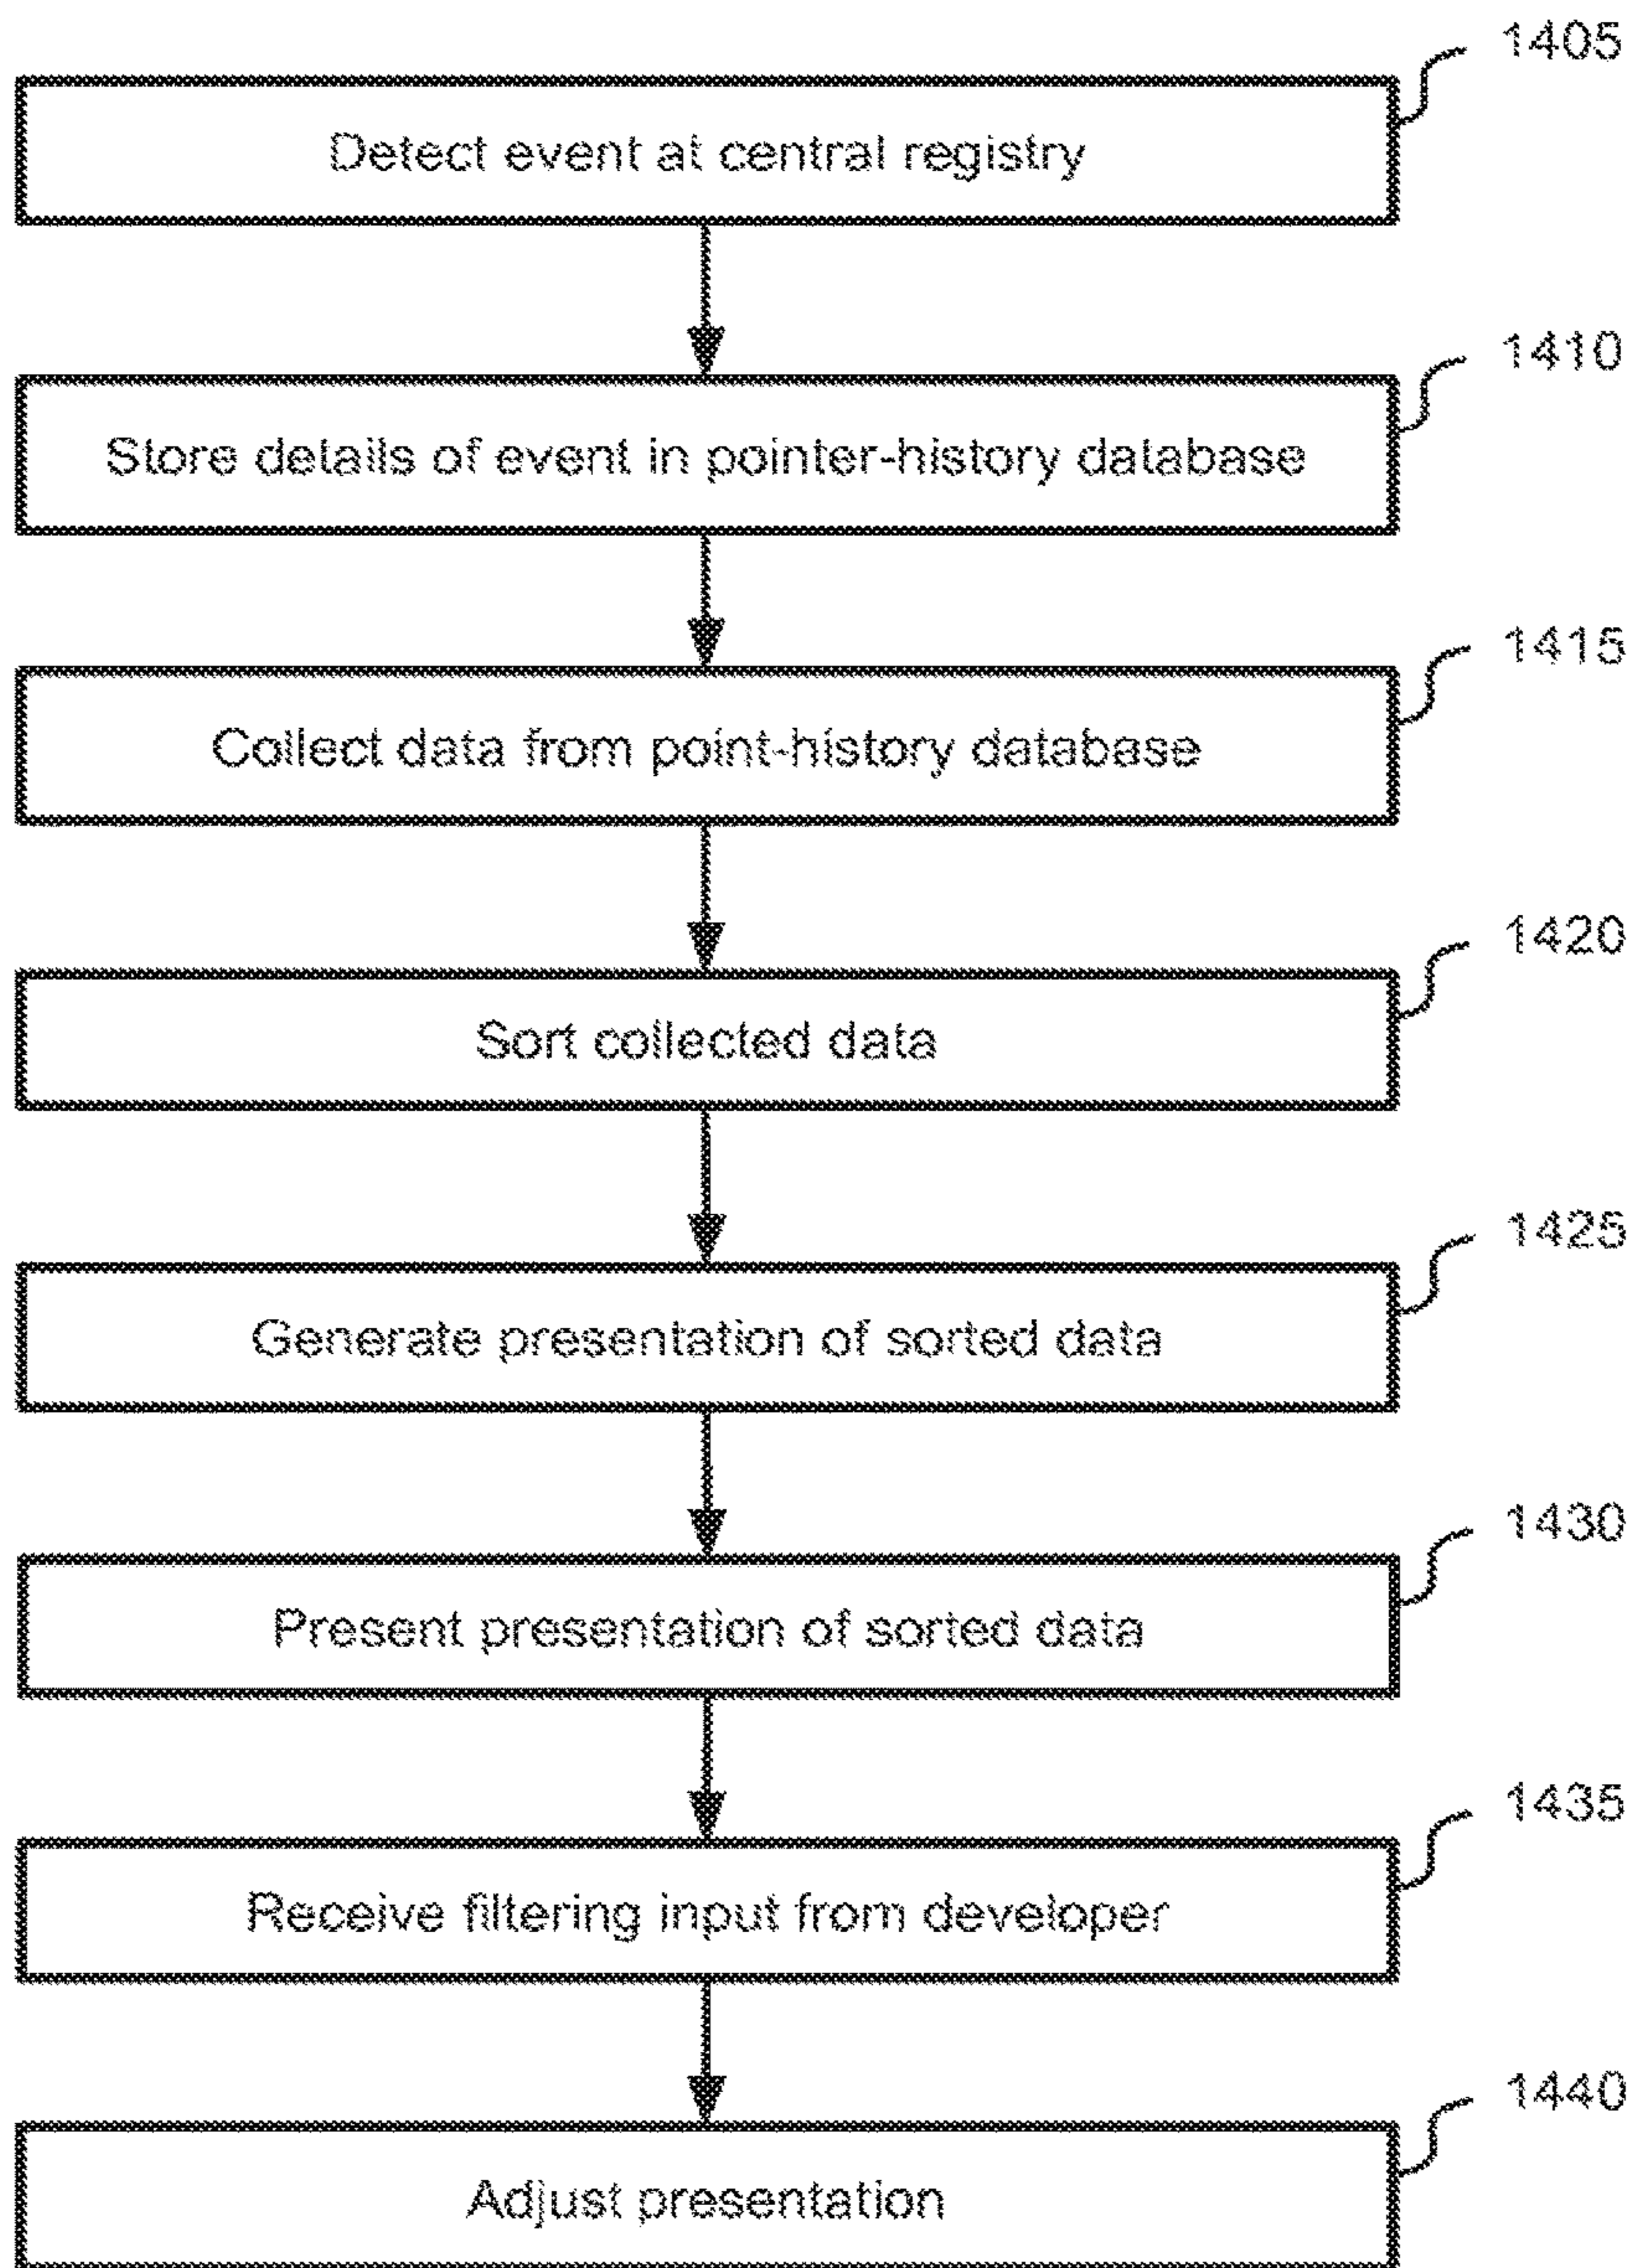 1405
Detect event at central registry
1410
Store details of event in pointer-history database
1415
Collect data from point-history database
1420
Sort collected data
1425
Generate presentation of sorted data
1430
Present presentation of sorted data
1435
Receive filtering input from developer
1440
Adjust presentation